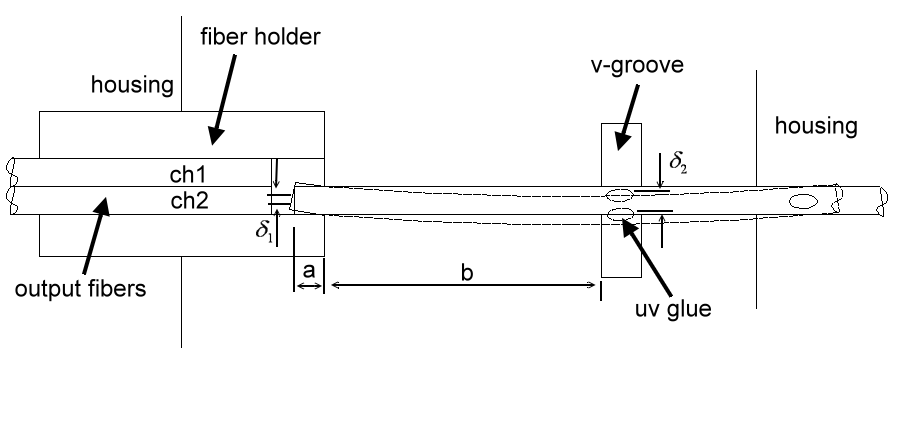 fiber holder
housing
v-groove
housing
ch1
ch2
δ₂
δ₁
output fibers
a
b
uv glue